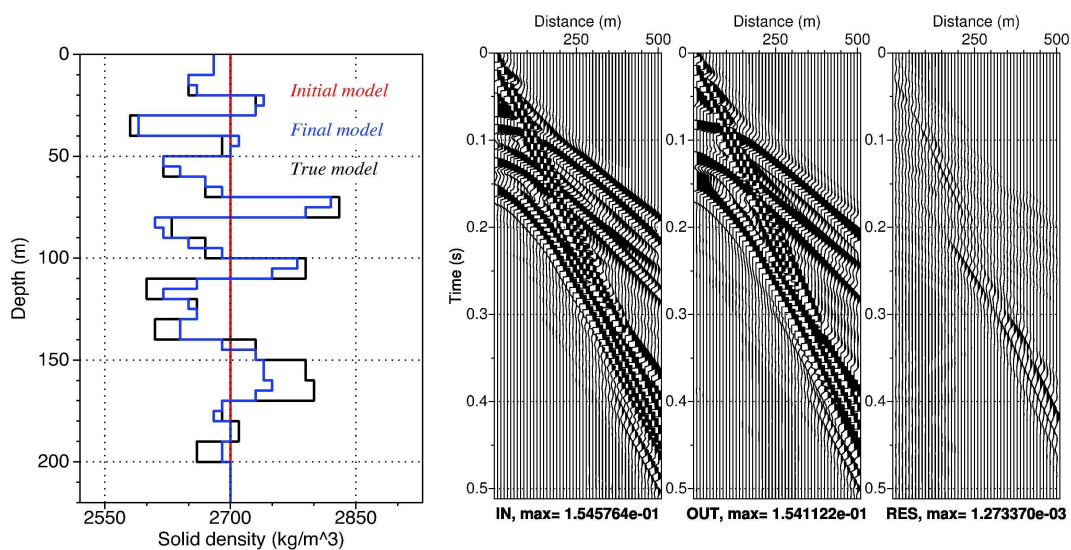 0
50
100
150
200
Depth (m)
2550
2700
2850
Solid density (kg/m^3)
Initial model
Final model
True model
Distance (m)
250
500
0
0.1
0.2
0.3
0.4
0.5
Time (s)
IN, max= 1.545764e-01
Distance (m)
250
500
0
0.1
0.2
0.3
0.4
0.5
OUT, max= 1.541122e-01
Distance (m)
250
500
0
0.1
0.2
0.3
0.4
0.5
RES, max= 1.273370e-03